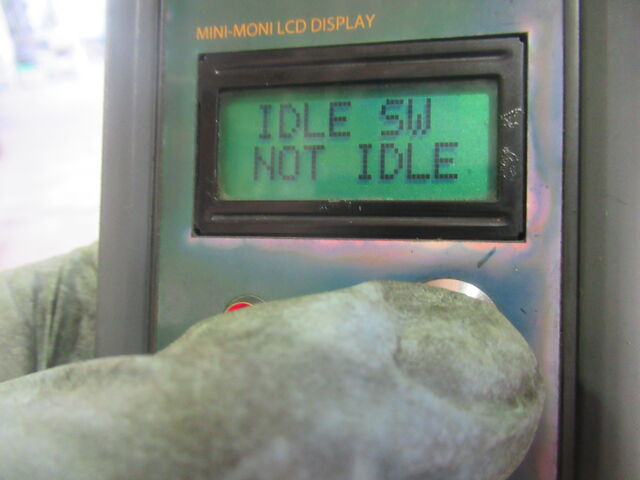 MINI-MONI LCD DISPLAY
IDLE SW
NOT IDLE